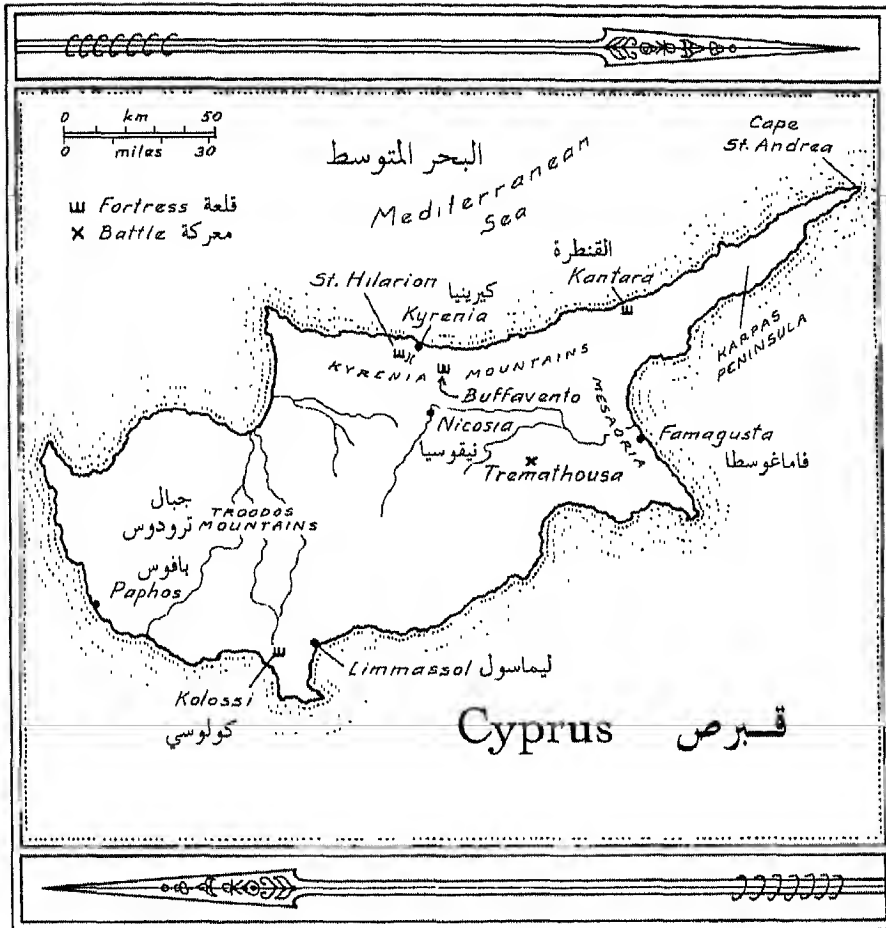 0 km 50
0 miles 30
البحر المتوسط
Mediterranean
Sea
Cape
St. Andrea
Fortress قلعة
Battle معركة
القنطرة
Kantara
St. Hilarion
كيرينيا
Kyrenia
KARPAS
PENINSULA
KYRENIA MOUNTAINS
Buffavento
MESAORIA
Nicosia
نيقوسيا
Famagusta
فاماغوسطا
Tremathousa
جبال
ترودوس
TROODOS
MOUNTAINS
بافوس
Paphos
Limmassol ليماسول
Kolossi
كولوسي
Cyprus قبرص